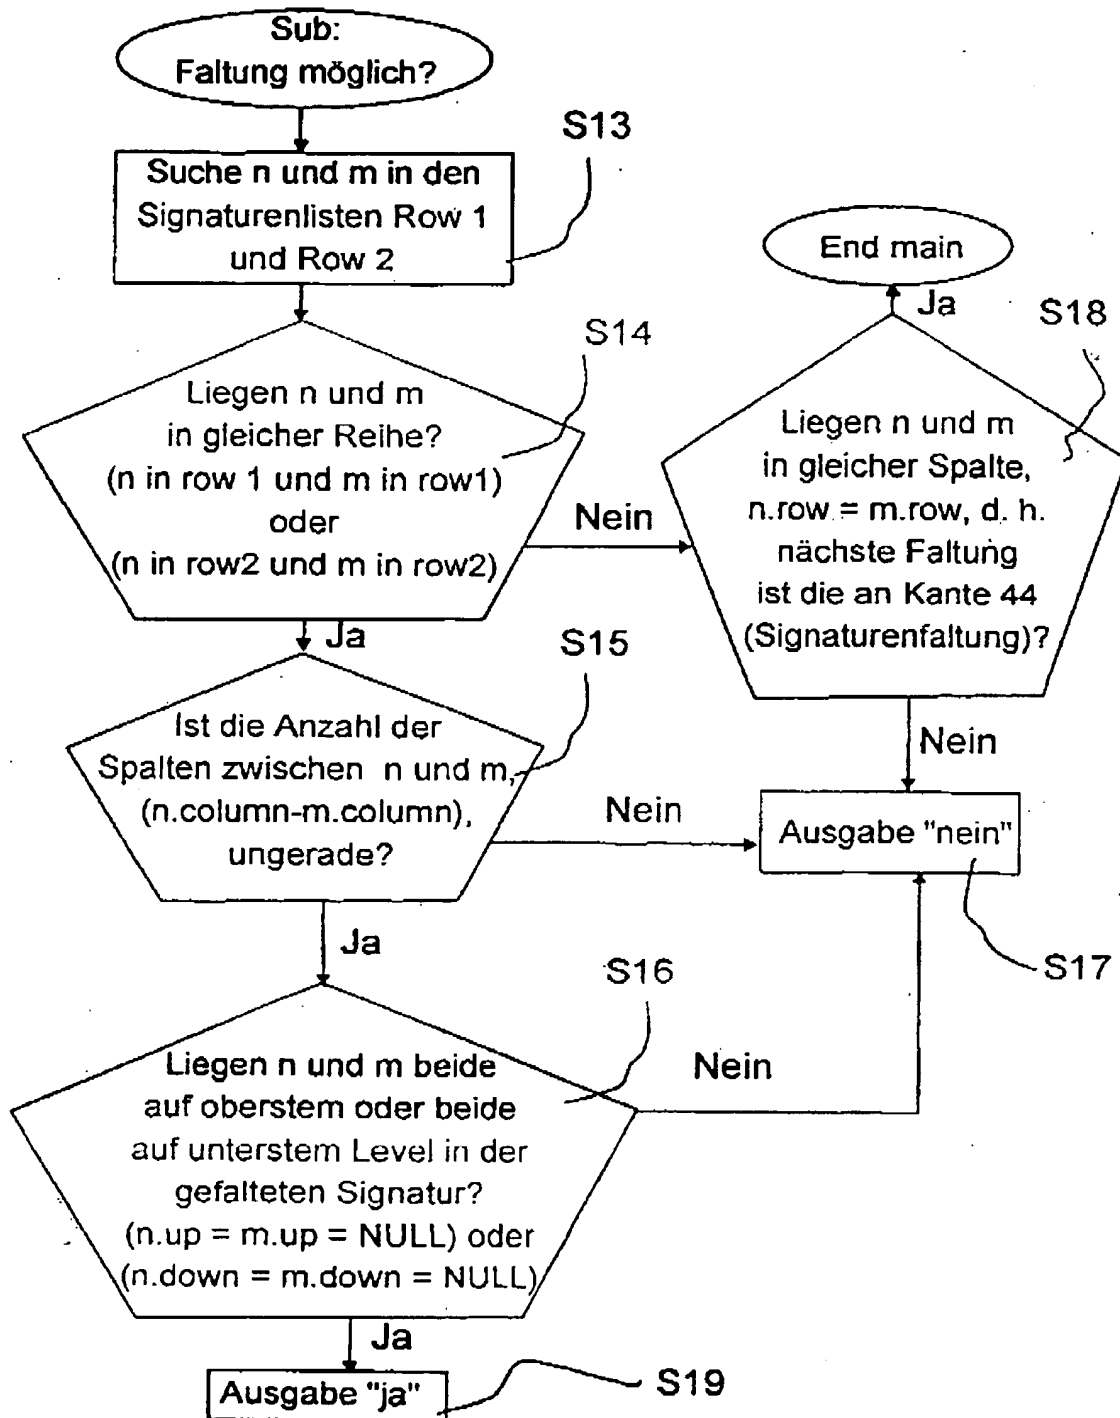 Sub:
Faltung möglich?
S13
Suche n und m in den
Signaturenlisten Row 1
und Row 2
End main
Ja
S18
S14
Liegen n und m
in gleicher Reihe?
(n in row 1 und m in row1)
oder
(n in row2 und m in row2)
Nein
Liegen n und m
in gleicher Spalte,
n.row = m.row, d. h.
nächste Faltung
ist die an Kante 44
(Signaturenfaltung)?
Ja
S15
Ist die Anzahl der
Spalten zwischen n und m,
(n.column-m.column),
ungerade?
Nein
Nein
Ausgabe "nein"
S17
Ja
S16
Liegen n und m beide
auf oberstem oder beide
auf unterstem Level in der
gefalteten Signatur?
(n.up = m.up = NULL) oder
(n.down = m.down = NULL)
Nein
Ja
Ausgabe "ja"
S19